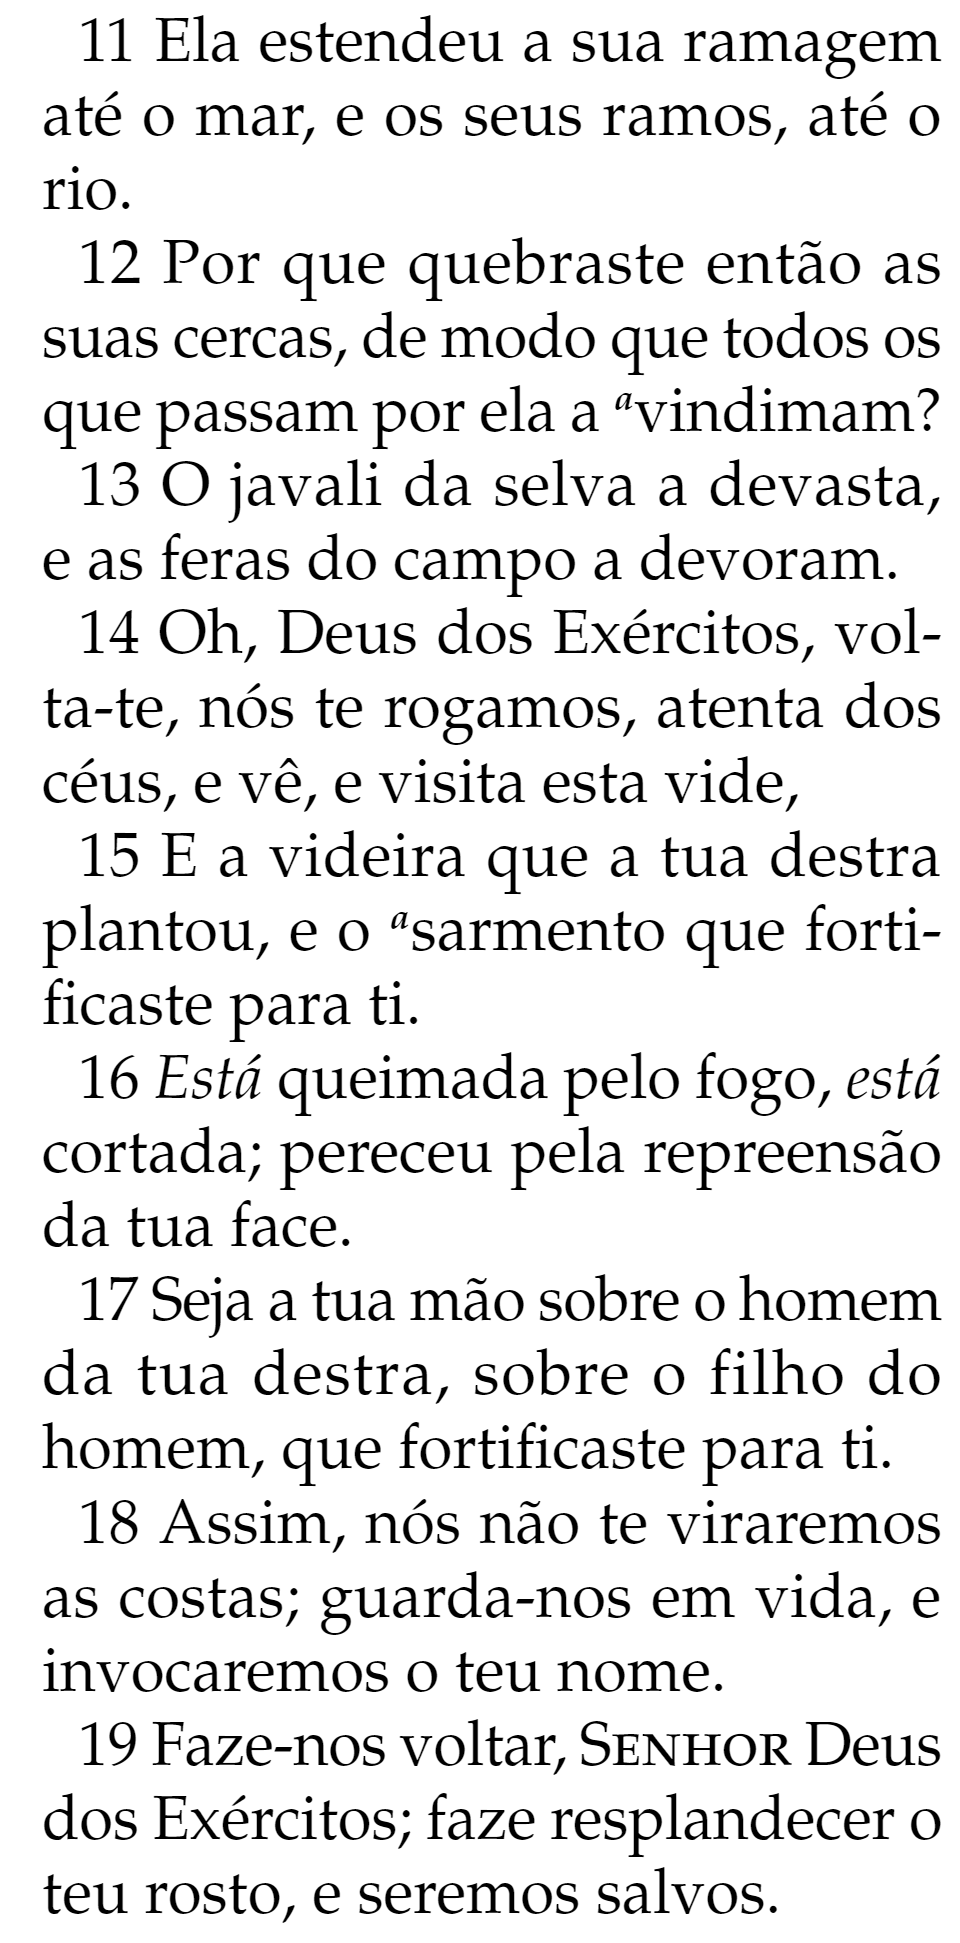 11 Ela estendeu a sua ramagem
até o mar, e os seus ramos, até o
rio.
12 Por que quebraste então as
suas cercas, de modo que todos os
que passam por ela a ᵃvindimam?
13 O javali da selva a devasta,
e as feras do campo a devoram.
14 Oh, Deus dos Exércitos, vol-
ta-te, nós te rogamos, atenta dos
céus, e vê, e visita esta vide,
15 E a videira que a tua destra
plantou, e o ᵃsarmento que forti-
ficaste para ti.
16 Está queimada pelo fogo, está
cortada; pereceu pela repreensão
da tua face.
17 Seja a tua mão sobre o homem
da tua destra, sobre o filho do
homem, que fortificaste para ti.
18 Assim, nós não te viraremos
as costas; guarda-nos em vida, e
invocaremos o teu nome.
19 Faze-nos voltar, SENHOR Deus
dos Exércitos; faze resplandecer o
teu rosto, e seremos salvos.